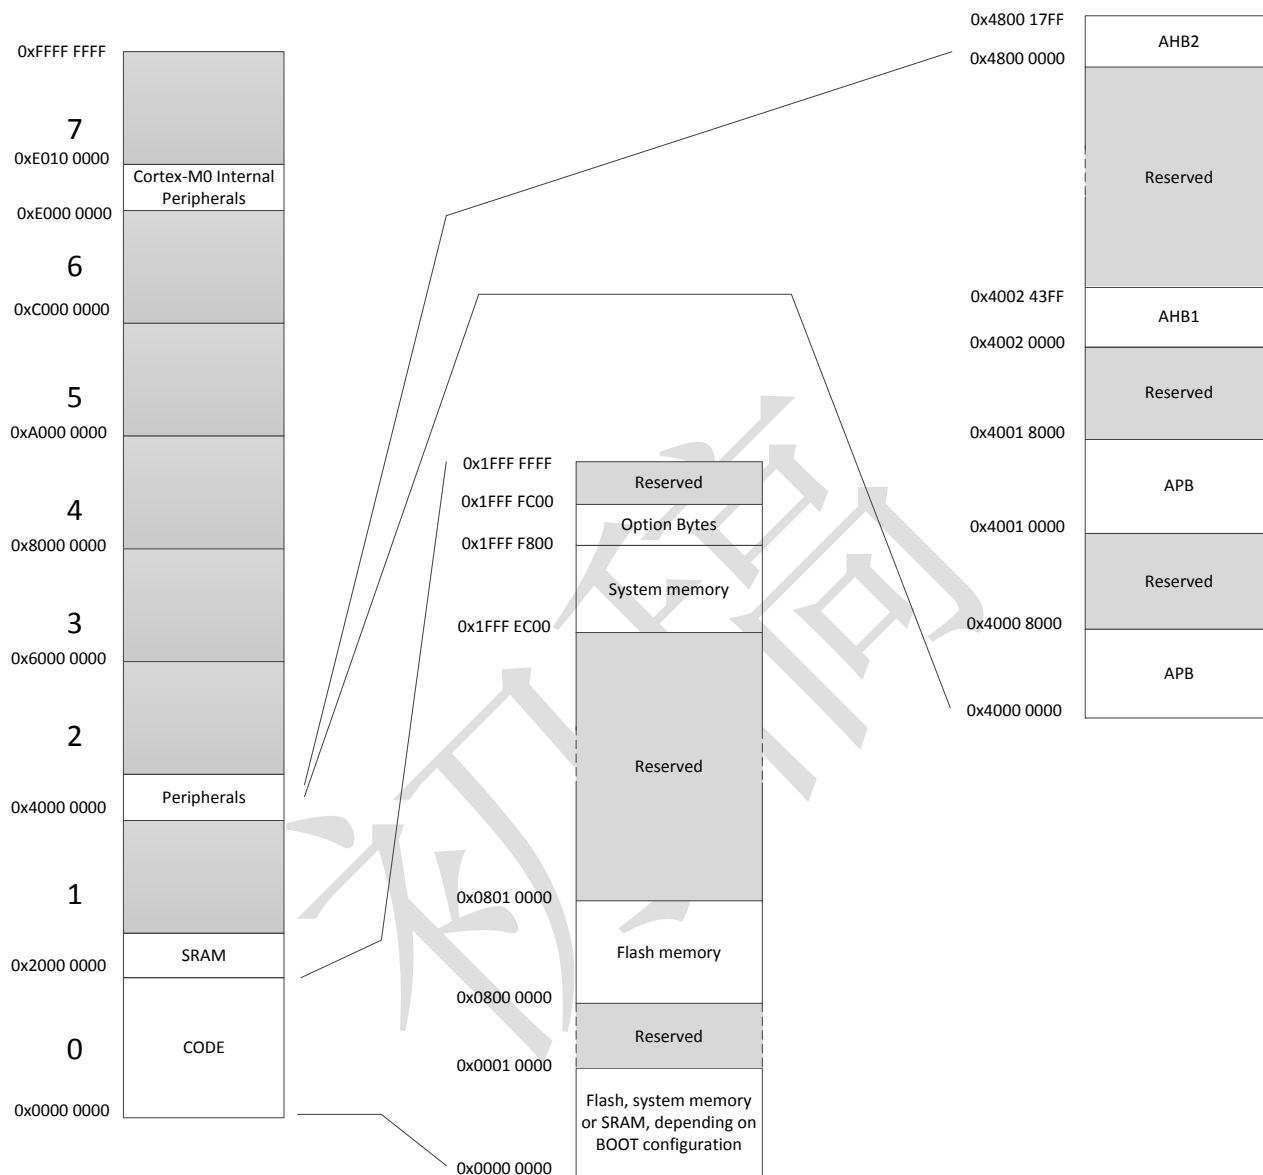 0xFFFF FFFF
7
0xE010 0000
Cortex-M0 Internal
Peripherals
0xE000 0000
6
0xC000 0000
5
0xA000 0000
4
0x8000 0000
3
0x6000 0000
2
Peripherals
0x4000 0000
1
SRAM
0x2000 0000
0
CODE
0x0000 0000
0x1FFF FFFF
Reserved
0x1FFF FC00
Option Bytes
0x1FFF F800
System memory
0x1FFF EC00
Reserved
0x0801 0000
Flash memory
0x0800 0000
Reserved
0x0001 0000
Flash, system memory
or SRAM, depending on
BOOT configuration
0x0000 0000
0x4800 17FF
AHB2
0x4800 0000
Reserved
0x4002 43FF
AHB1
0x4002 0000
Reserved
0x4001 8000
APB
0x4001 0000
Reserved
0x4000 8000
APB
0x4000 0000
初稿